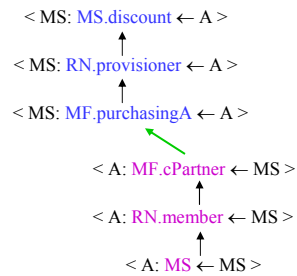 < MS: MS.discount ← A >
< MS: RN.provisioner ← A >
< MS: MF.purchasingA ← A >
< A: MF.cPartner ← MS >
< A: RN.member ← MS >
< A: MS ← MS >